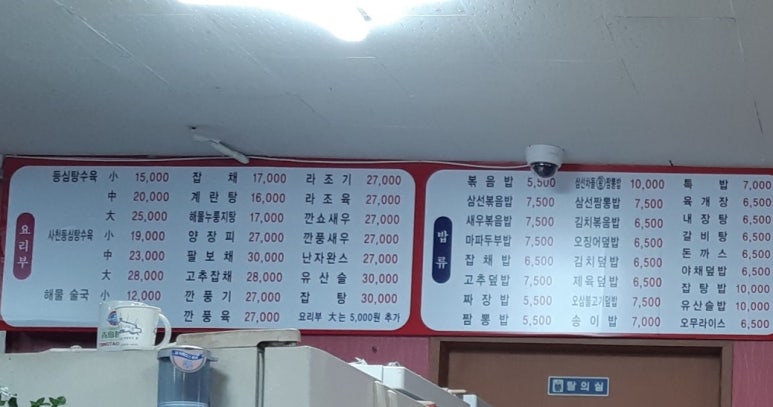 요리부
등심탕수육 小 15,000
中 20,000
大 25,000
사천등심탕수육 小 19,000
中 23,000
大 28,000
해물 술국 小 12,000
잡 채 17,000
계 란 탕 16,000
해물누룽지탕 17,000
양 장 피 27,000
팔 보 채 30,000
고추잡채 28,000
깐 풍 기 27,000
깐 풍 육 27,000
라 조 기 27,000
라 조 육 27,000
깐쇼새우 27,000
깐풍새우 27,000
난자완스 27,000
유 산 슬 30,000
잡 탕 30,000
요리부 大는 5,000원 추가
밥류
볶 음 밥 5,500
삼선볶음밥 7,500
새우볶음밥 7,500
마파두부밥 7,500
잡 채 밥 6,500
고추덮밥 7,500
짜 장 밥 5,500
짬 뽕 밥 5,500
짬뽕밥 10,000
삼선짬뽕밥 7,500
김치볶음밥 6,500
오징어덮밥 6,500
김치덮밥 6,500
제육덮밥 6,500
오삼불고기덮밥 7,500
송 이 밥 7,000
특 밥 7,000
육 개 장 6,500
내 장 탕 6,500
갈 비 탕 6,500
돈 까 스 6,500
야채덮밥 6,500
잡 탕 밥 10,000
유산슬밥 10,000
오무라이스 6,500
탈의실
TSINGTAO